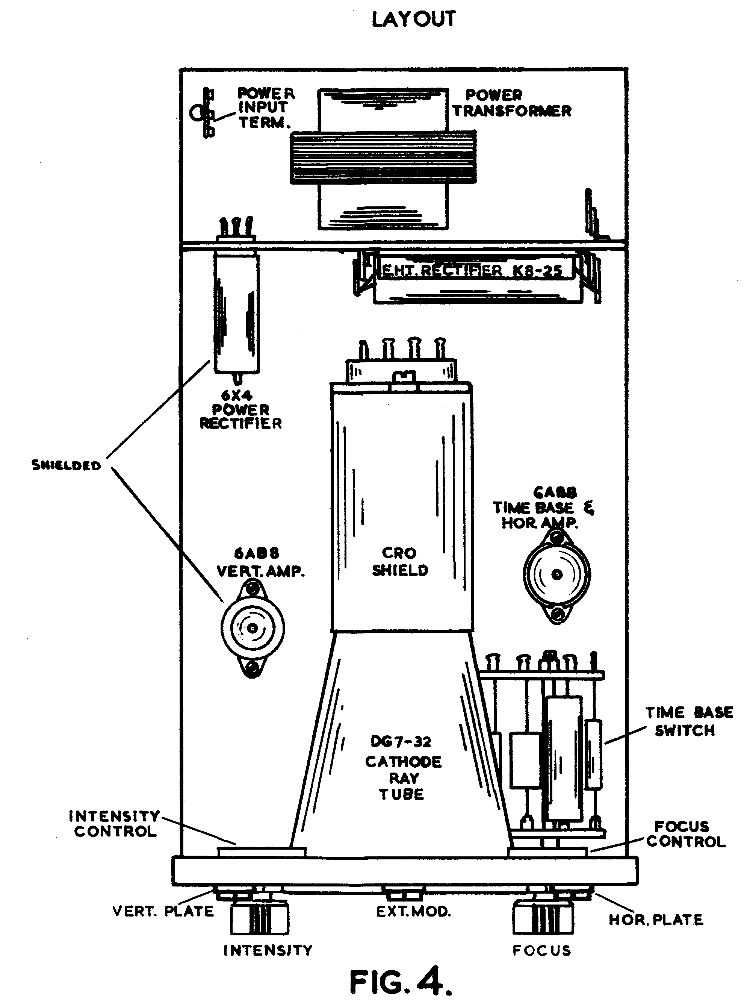 LAYOUT
POWER
INPUT
TERM.
POWER
TRANSFORMER
E.H.T. RECTIFIER K8-25
6X4
POWER
RECTIFIER
SHIELDED
6AB8
TIME BASE &
HOR. AMP.
6AB8
VERT. AMP.
CRO
SHIELD
TIME BASE
SWITCH
DG7-32
CATHODE
RAY
TUBE
INTENSITY
CONTROL
FOCUS
CONTROL
VERT. PLATE
EXT. MOD.
HOR. PLATE
INTENSITY
FOCUS
FIG. 4.